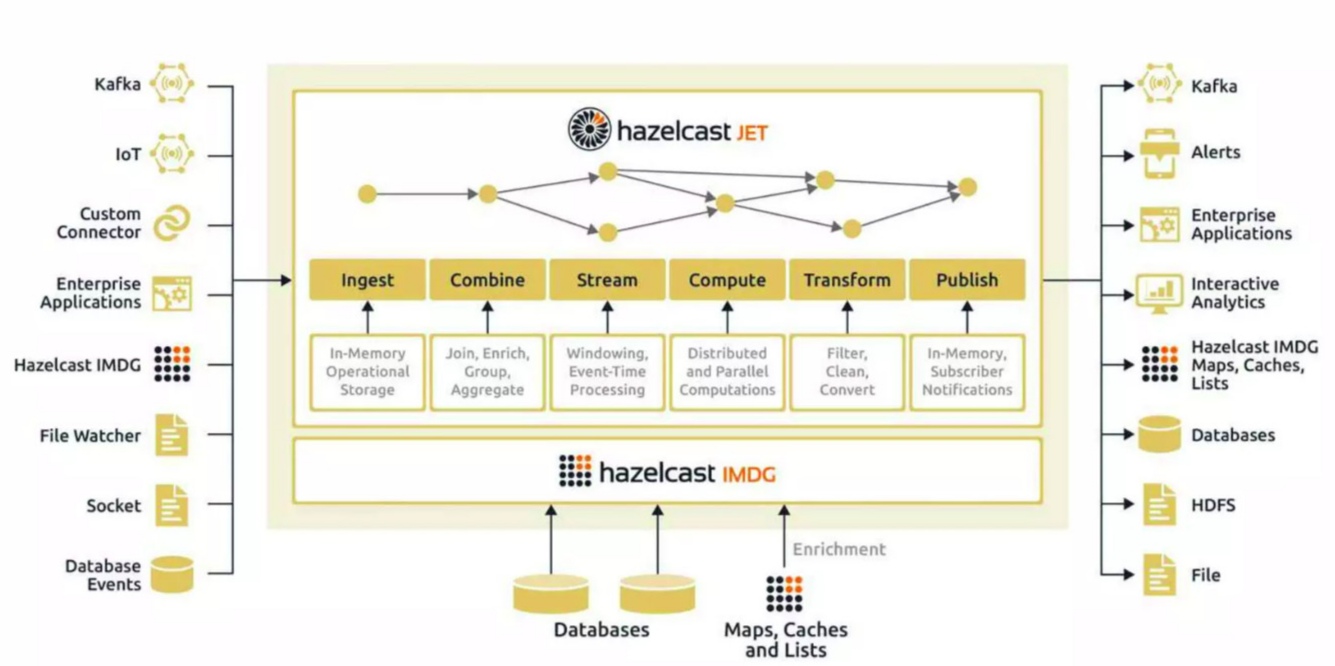 Kafka
IoT
Custom
Connector
Enterprise
Applications
Hazelcast IMDG
File Watcher
Socket
Database
Events
hazelcast JET
Ingest
Combine
Stream
Compute
Transform
Publish
In-Memory
Operational
Storage
Join, Enrich,
Group,
Aggregate
Windowing,
Event-Time
Processing
Distributed
and Parallel
Computations
Filter,
Clean,
Convert
In-Memory,
Subscriber
Notifications
hazelcast IMDG
Enrichment
Databases
Maps, Caches
and Lists
Kafka
Alerts
Enterprise
Applications
Interactive
Analytics
Hazelcast IMDG
Maps, Caches,
Lists
Databases
HDFS
File